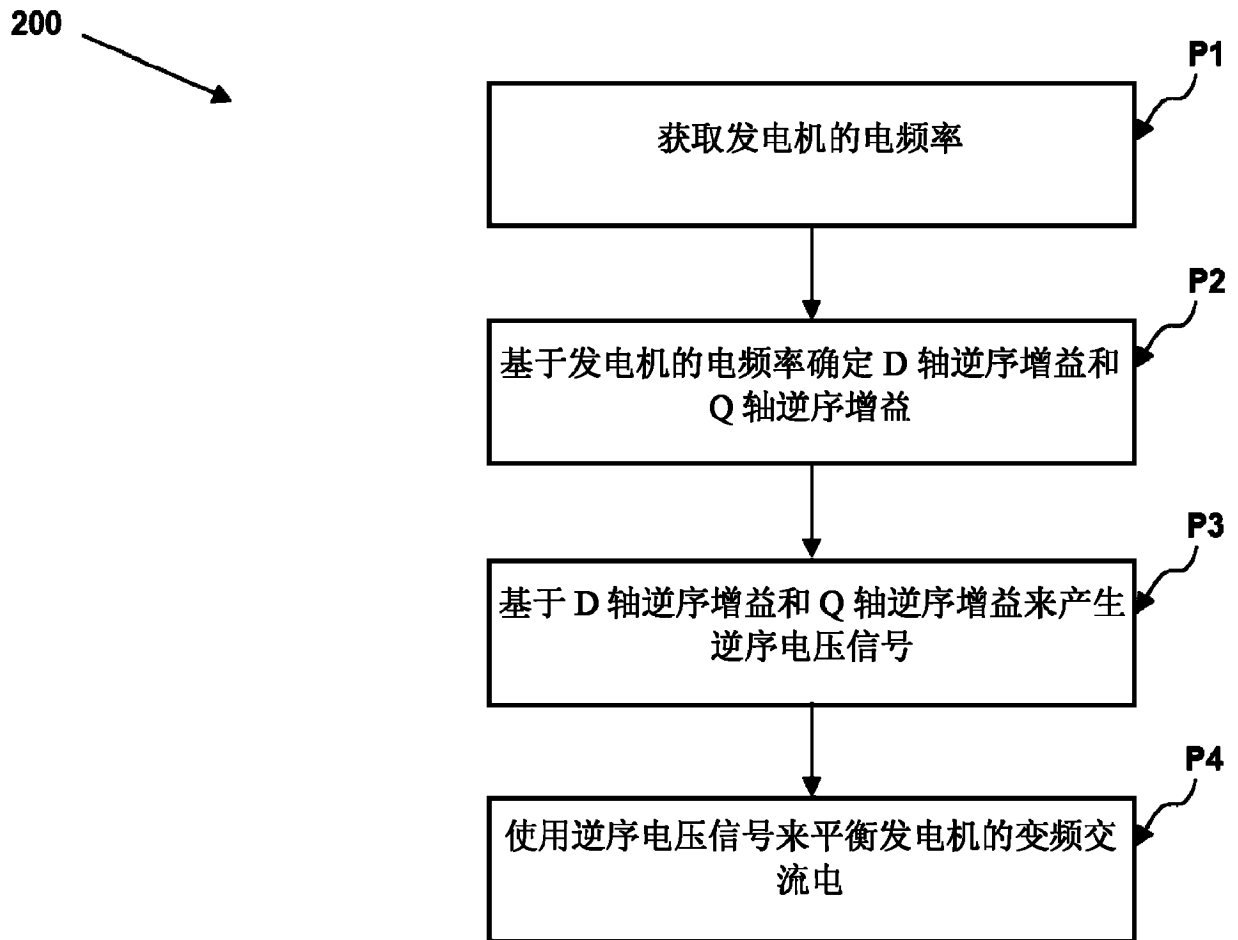 200
P1
获取发电机的电频率
P2
基于发电机的电频率确定 D 轴逆序增益和
Q 轴逆序增益
P3
基于 D 轴逆序增益和 Q 轴逆序增益来产生
逆序电压信号
P4
使用逆序电压信号来平衡发电机的变频交
流电